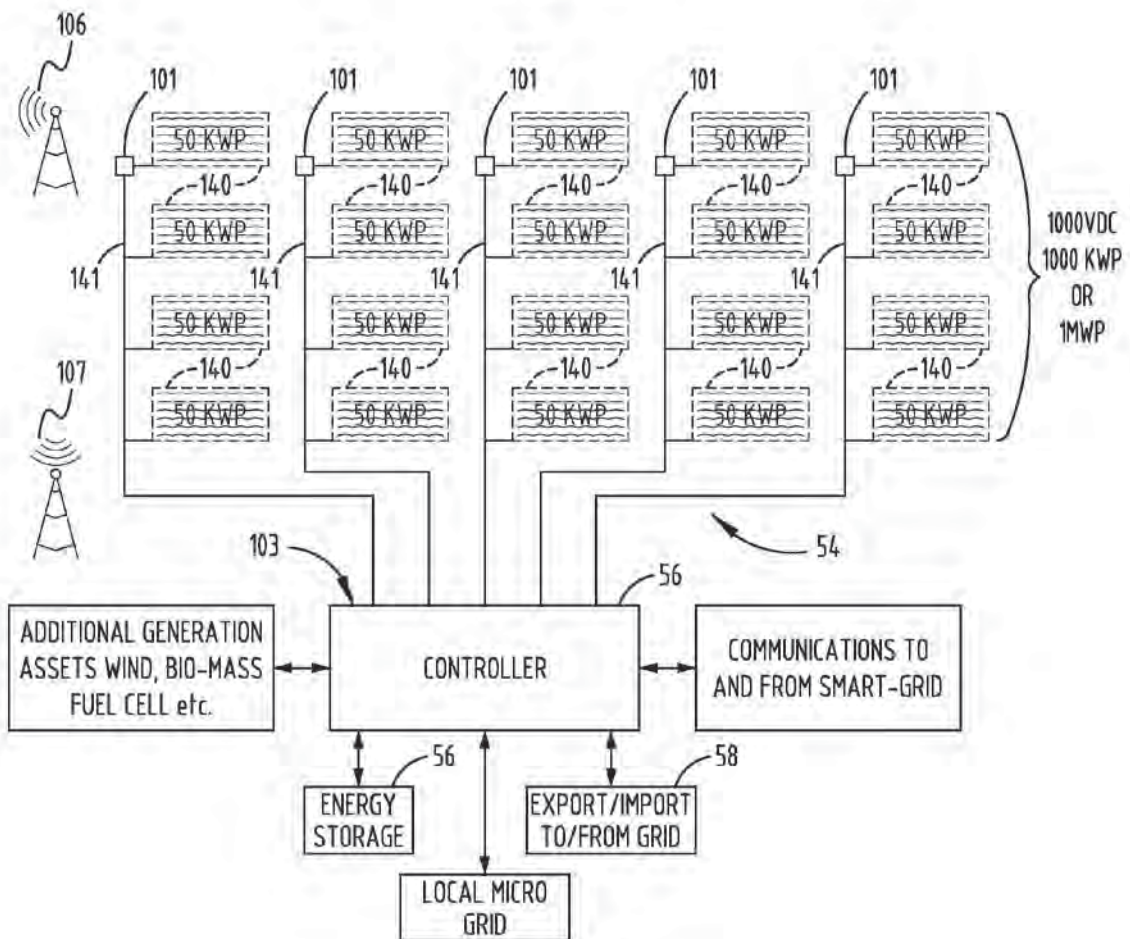 106
101 101 101 101 101
50 KWP 50 KWP 50 KWP 50 KWP 50 KWP
140 140 140 140 140
50 KWP 50 KWP 50 KWP 50 KWP 50 KWP
141 141 141 141 141
1000VDC
1000 KWP
OR
1MWP
50 KWP 50 KWP 50 KWP 50 KWP 50 KWP
107
140 140 140 140 140
50 KWP 50 KWP 50 KWP 50 KWP 50 KWP
54
103
56
ADDITIONAL GENERATION
ASSETS WIND, BIO-MASS
FUEL CELL etc.
CONTROLLER
COMMUNICATIONS TO
AND FROM SMART-GRID
56
58
ENERGY
STORAGE
EXPORT/IMPORT
TO/FROM GRID
LOCAL MICRO
GRID